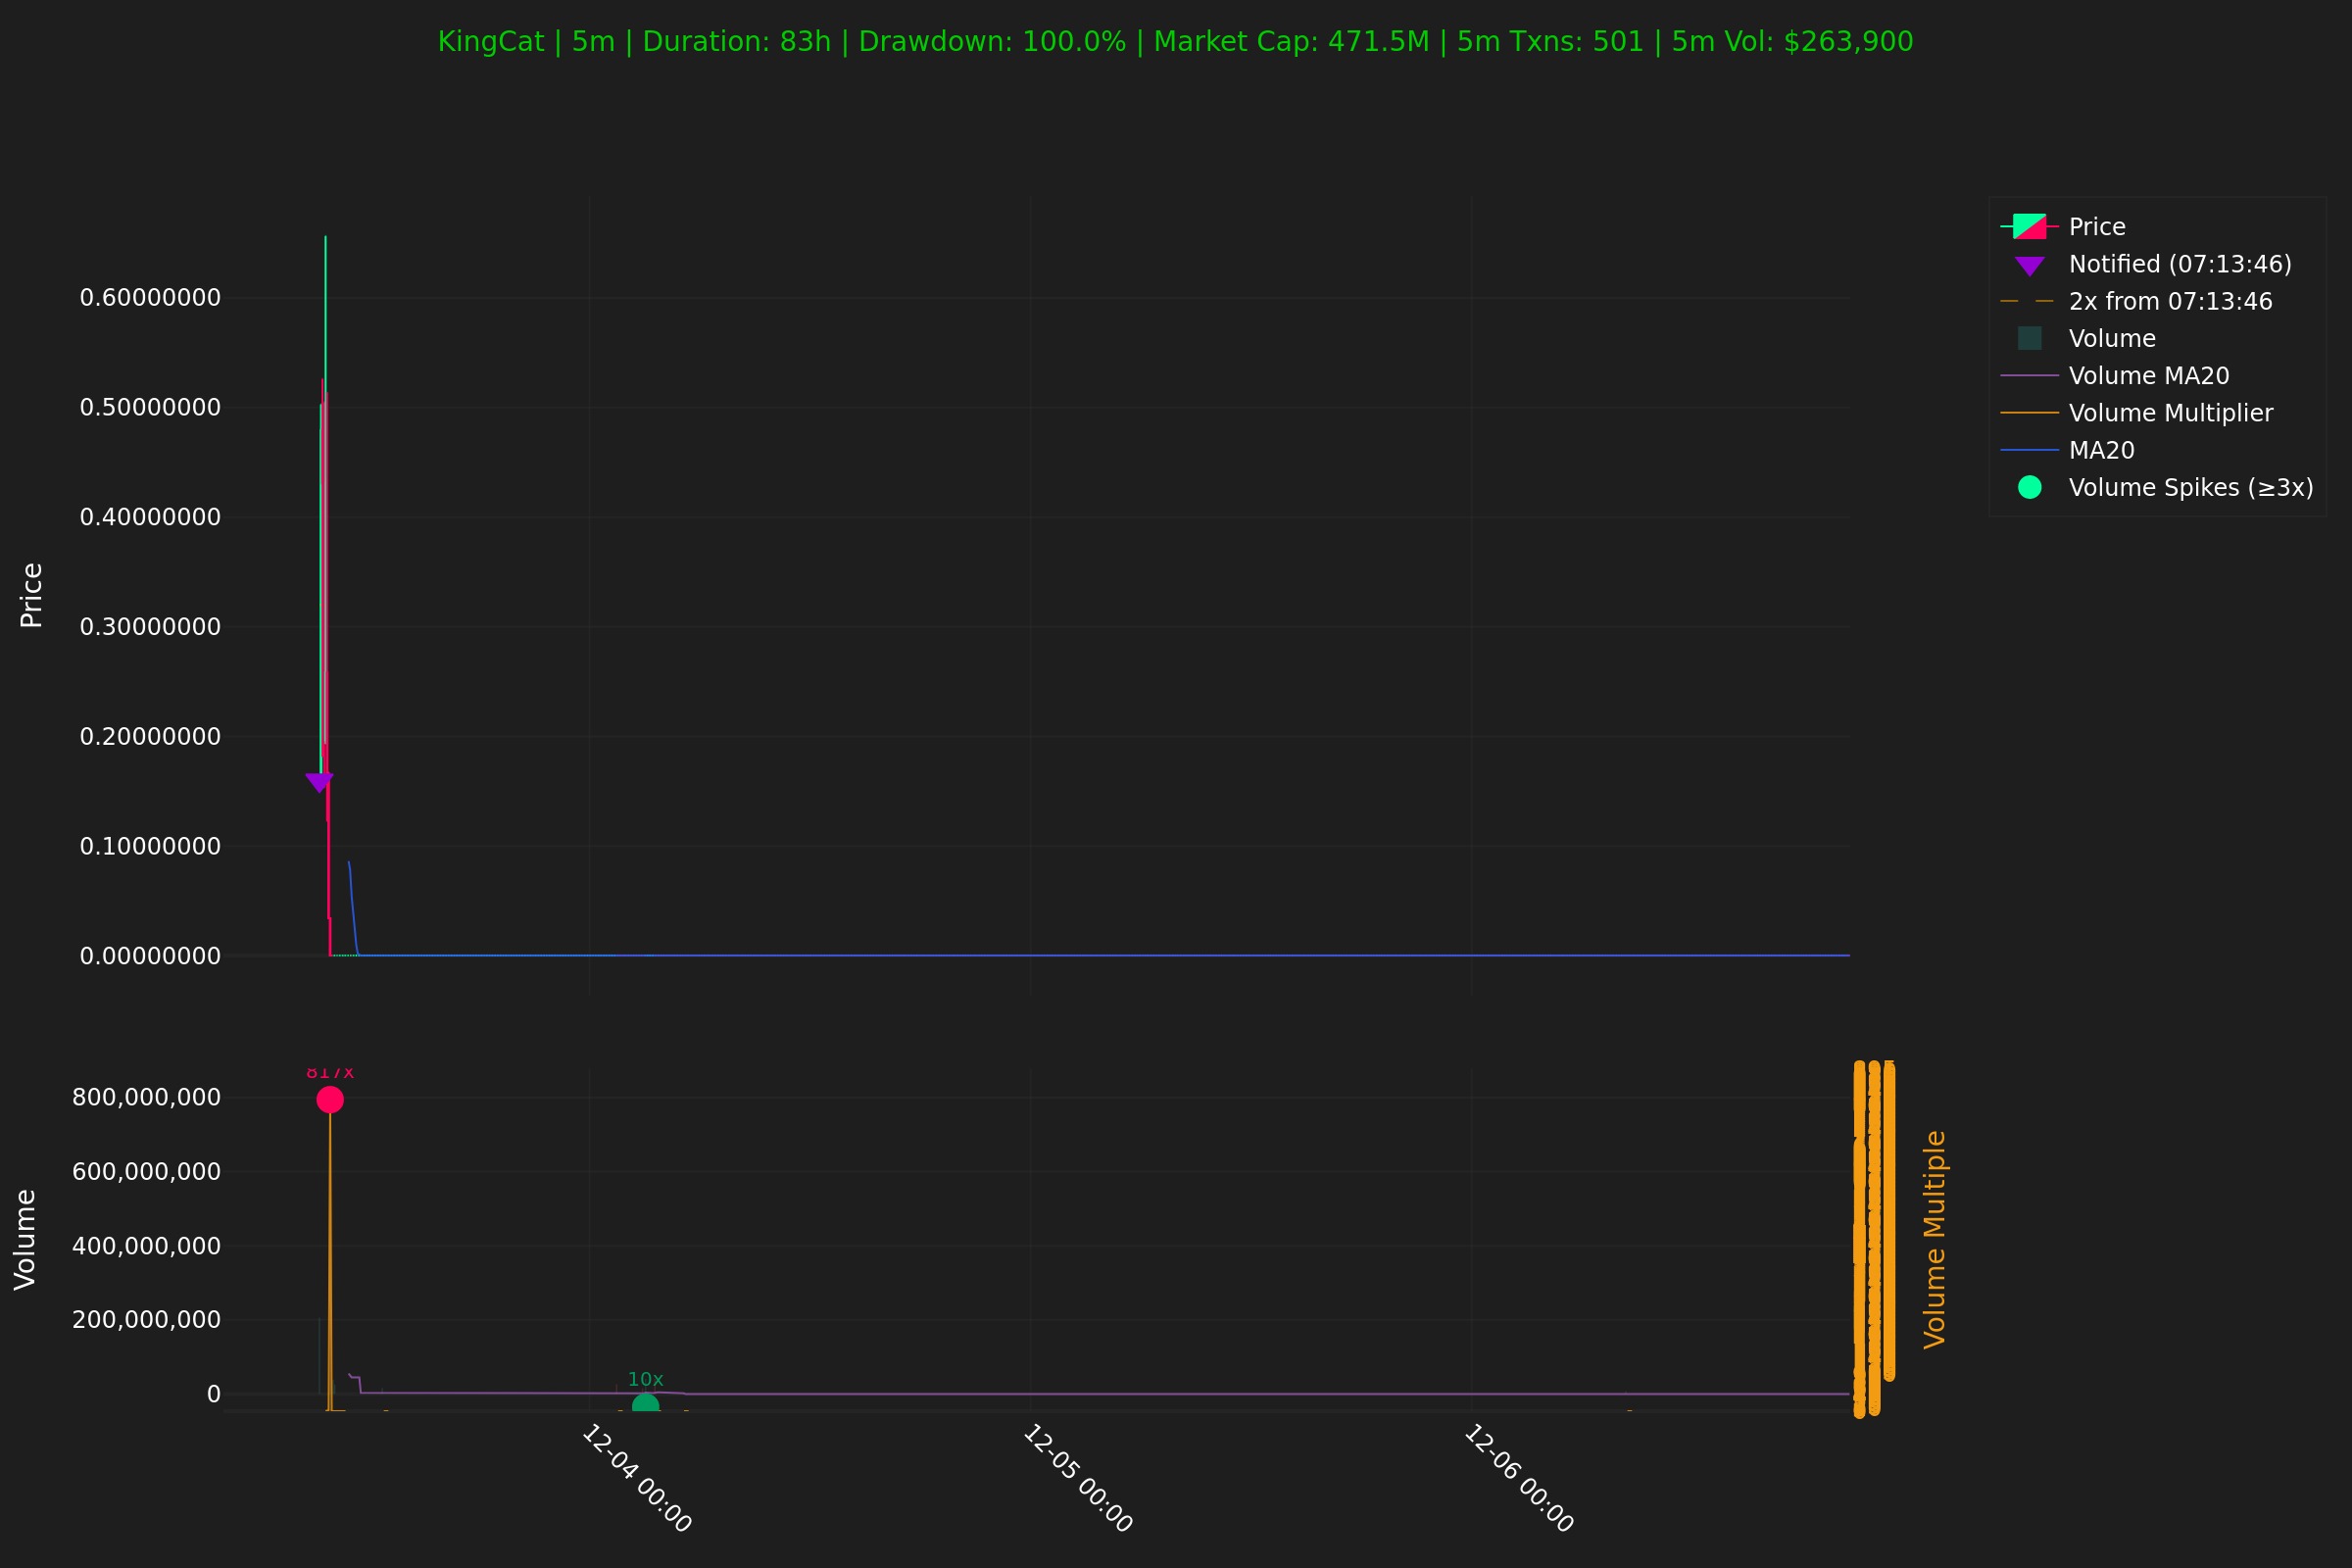 KingCat | 5m | Duration: 83h | Drawdown: 100.0% | Market Cap: 471.5M | 5m Txns: 501 | 5m Vol: $263,900
Price
0.60000000
0.50000000
0.40000000
0.30000000
0.20000000
0.10000000
0.00000000
Price
Notified (07:13:46)
2x from 07:13:46
Volume
Volume MA20
Volume Multiplier
MA20
Volume Spikes (≥3x)
Volume
800,000,000
600,000,000
400,000,000
200,000,000
0
817x
10x
Volume Multiple
12-04 00:00
12-05 00:00
12-06 00:00